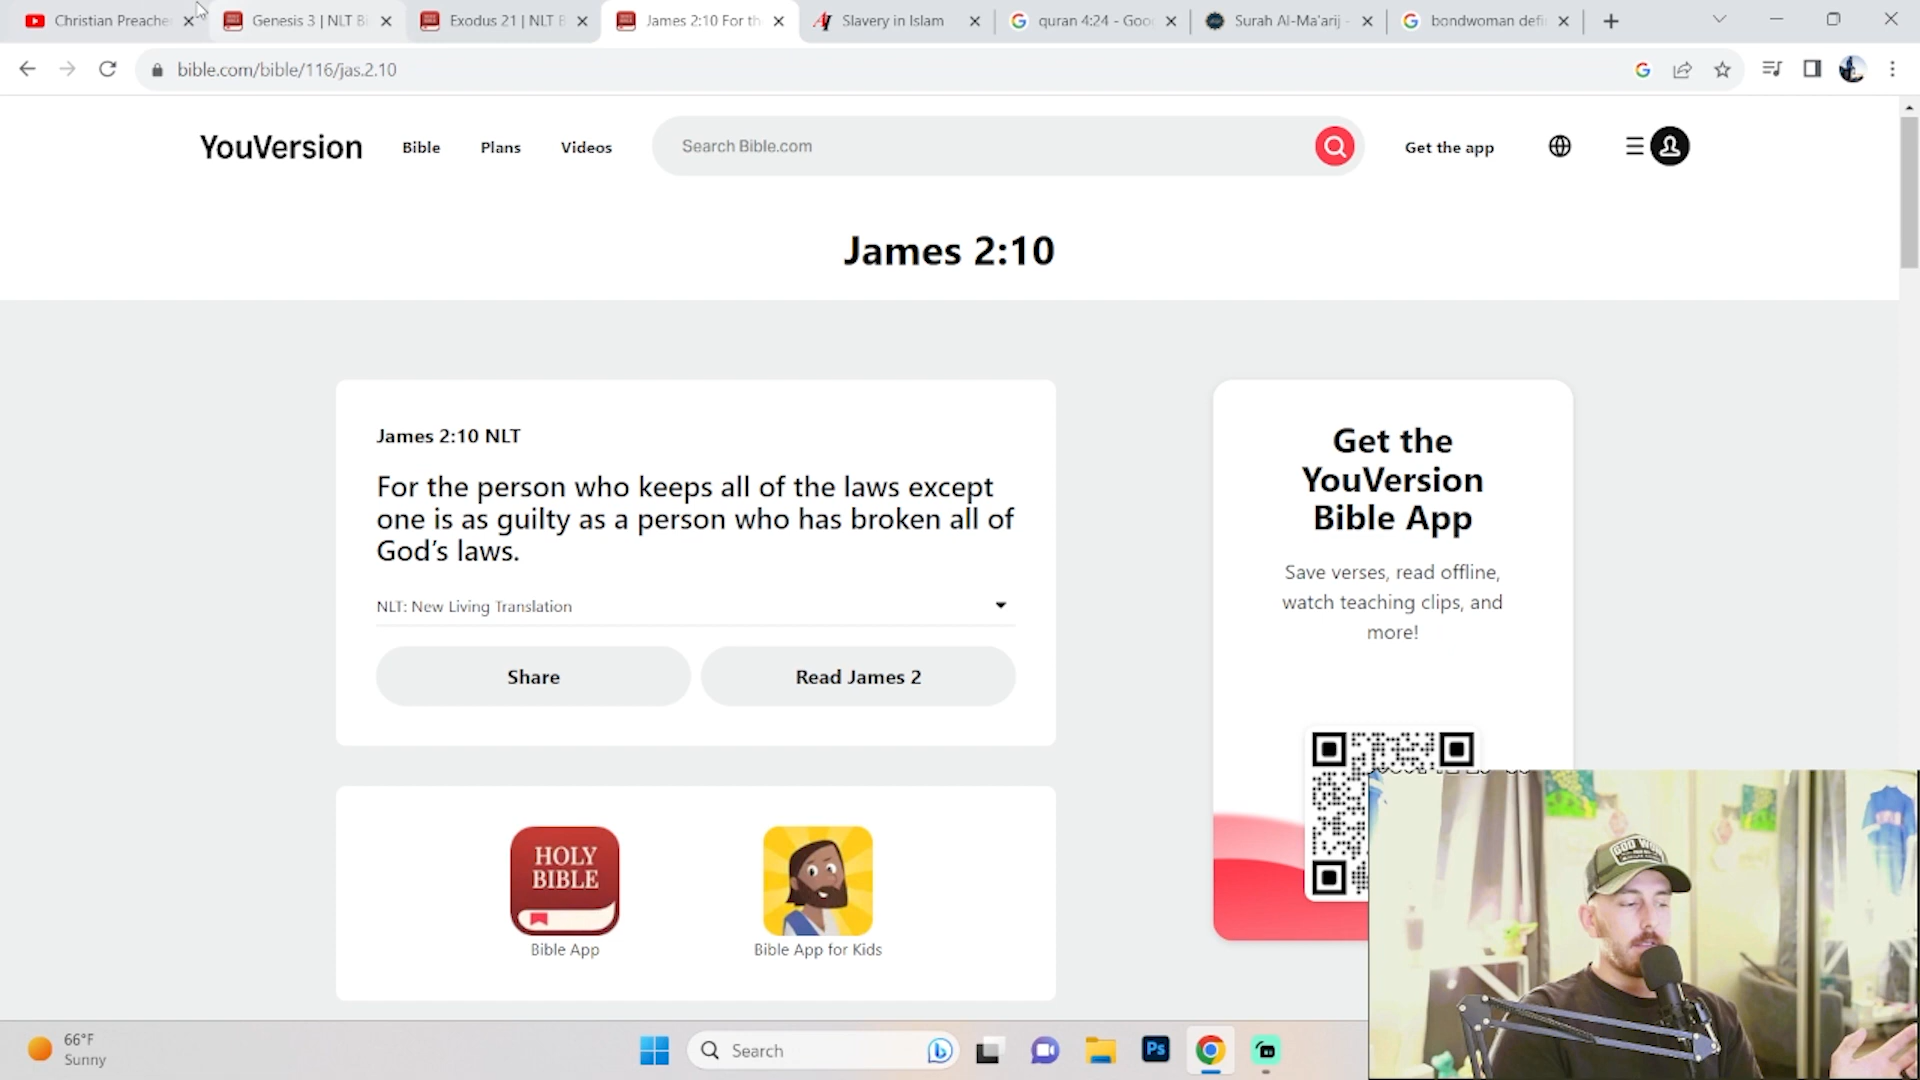 Christian Preache
Genesis 3 | NLT Bi
Exodus 21 | NLT B
James 2:10 For th
Slavery in Islam
quran 4:24 - Goo
Surah Al-Ma'arij -
bondwoman defi
bible.com/bible/116/jas.2.10
YouVersion
Bible
Plans
Videos
Search Bible.com
Get the app
James 2:10
James 2:10 NLT
For the person who keeps all of the laws except
one is as guilty as a person who has broken all of
God's laws.
NLT: New Living Translation
Share
Read James 2
HOLY
BIBLE
Bible App
Bible App for Kids
Get the
YouVersion
Bible App
Save verses, read offline,
watch teaching clips, and
more!
GOD WON
66°F
Sunny
Search
Ps